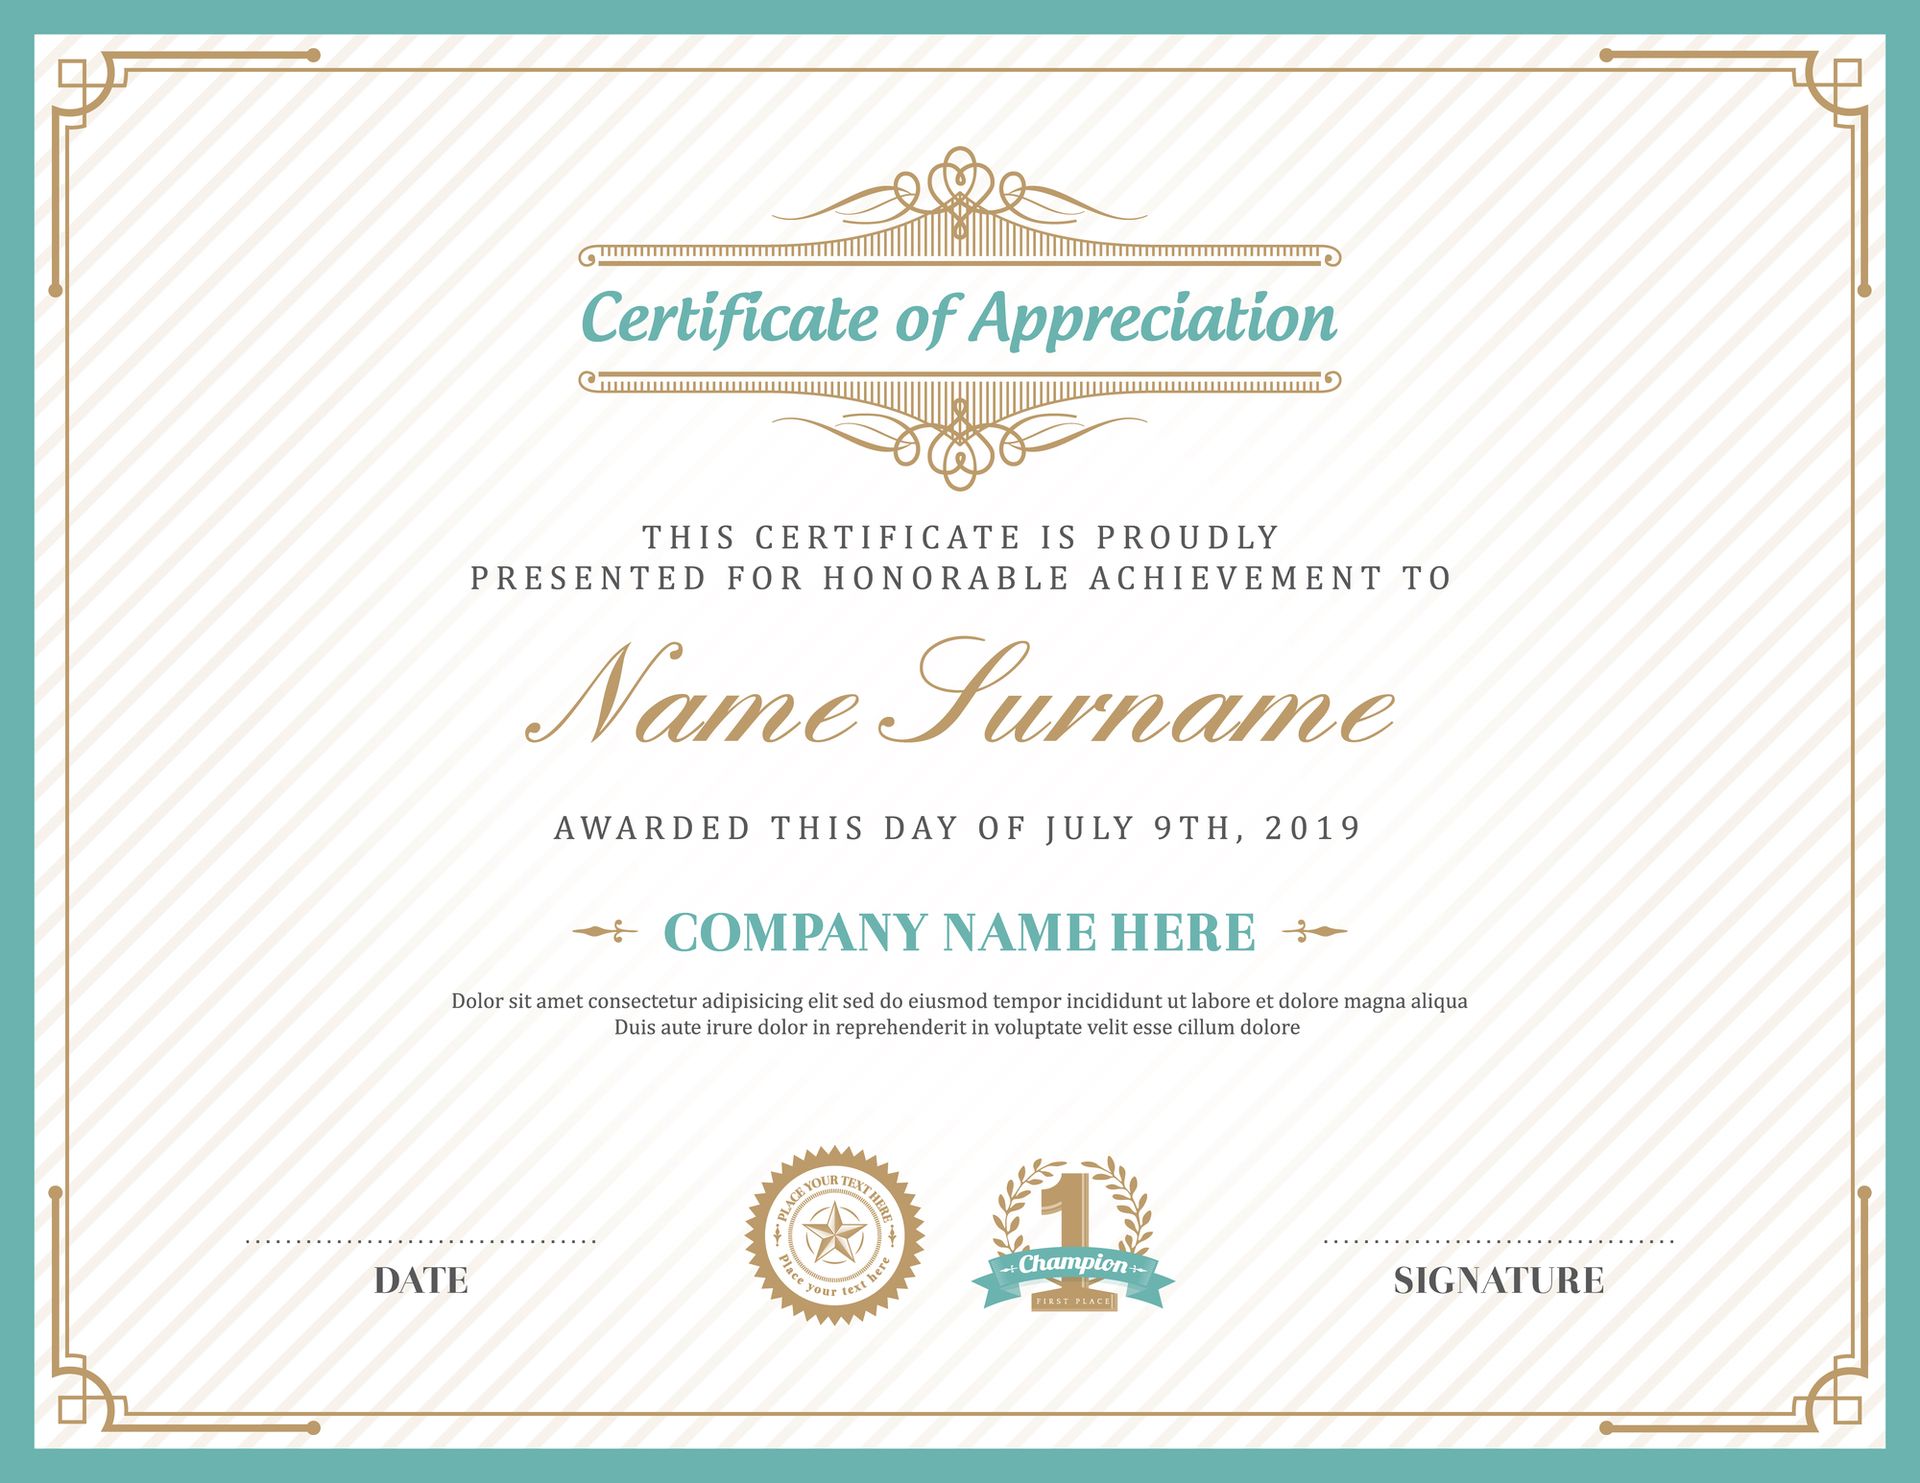 Certificate of Appreciation
THIS CERTIFICATE IS PROUDLY
PRESENTED FOR HONORABLE ACHIEVEMENT TO
Name Surname
AWARDED THIS DAY OF JULY 9TH, 2019
COMPANY NAME HERE
Dolor sit amet consectetur adipisicing elit sed do eiusmod tempor incididunt ut labore et dolore magna aliqua
Duis aute irure dolor in reprehenderit in voluptate velit esse cillum dolore
DATE
PLACE YOUR TEXT HERE
Place your text here
1
Champion
FIRST PLACE
SIGNATURE